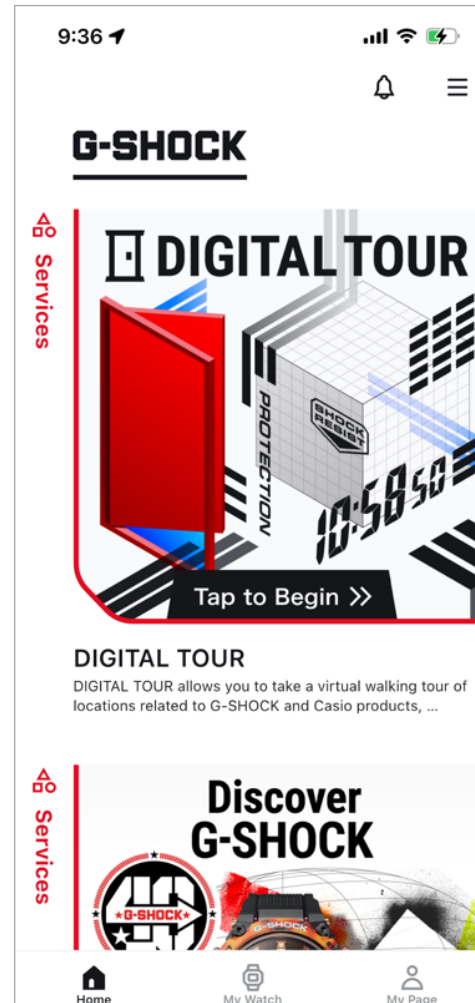 9:36
G-SHOCK
Services
DIGITAL TOUR
PROTECTION
SHOCK
RESIST
10:58 50
Tap to Begin
DIGITAL TOUR
DIGITAL TOUR allows you to take a virtual walking tour of
locations related to G-SHOCK and Casio products, ...
Services
Discover
G-SHOCK
G-SHOCK
G-SHOCK
Home
My Watch
My Page